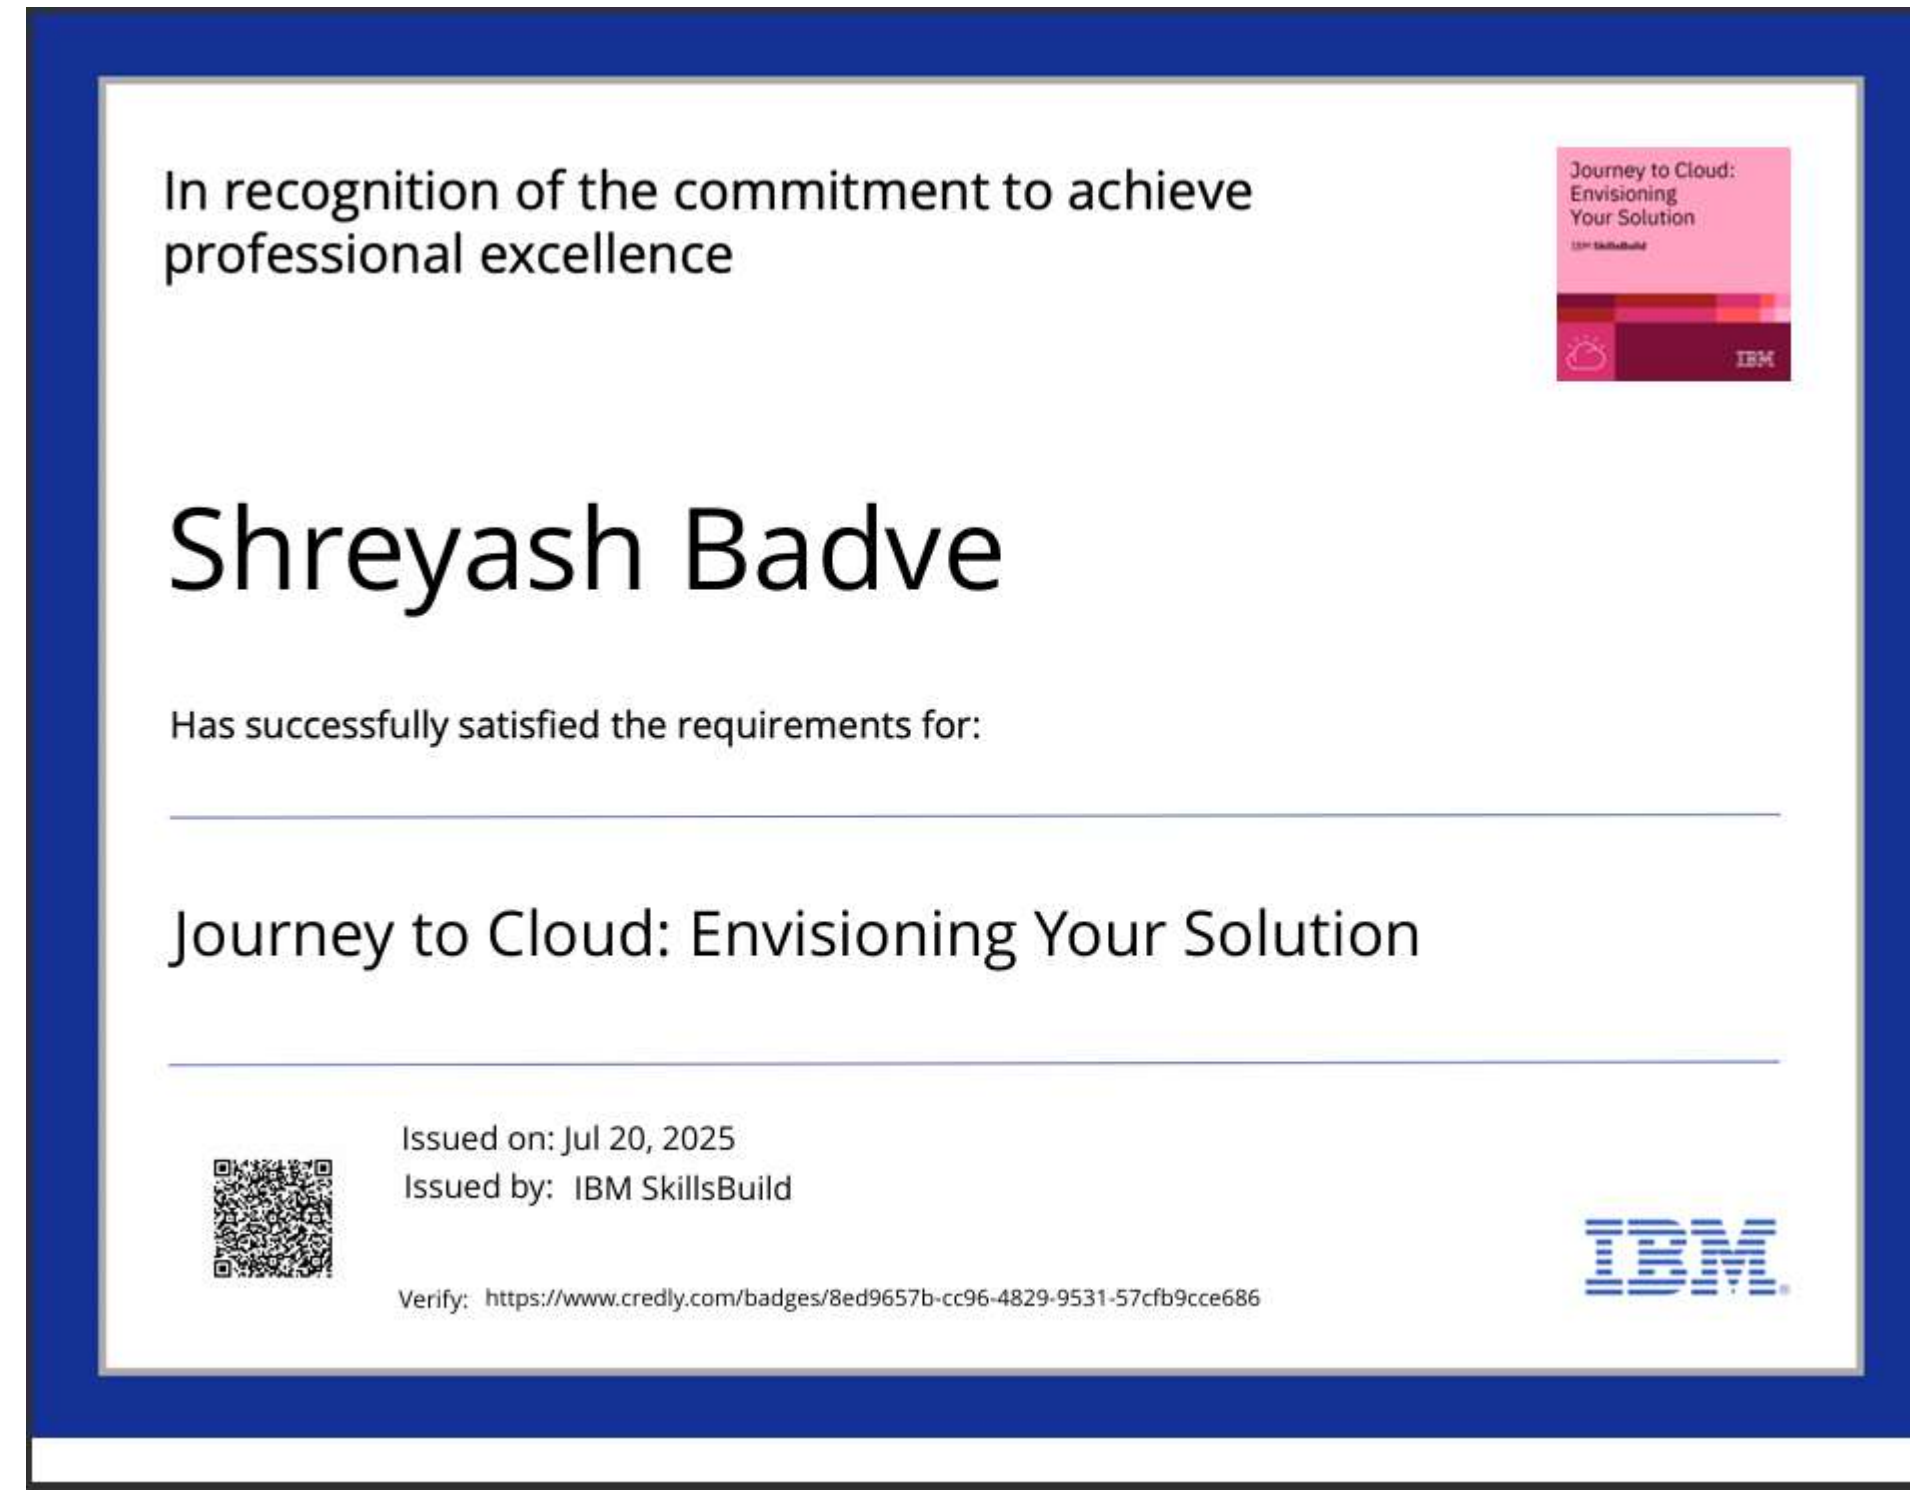 In recognition of the commitment to achieve
professional excellence
Journey to Cloud:
Envisioning
Your Solution
IBM SkillsBuild
IBM
Shreyash Badve
Has successfully satisfied the requirements for:
Journey to Cloud: Envisioning Your Solution
Issued on: Jul 20, 2025
Issued by: IBM SkillsBuild
Verify: https://www.credly.com/badges/8ed9657b-cc96-4829-9531-57cfb9cce686
IBM®